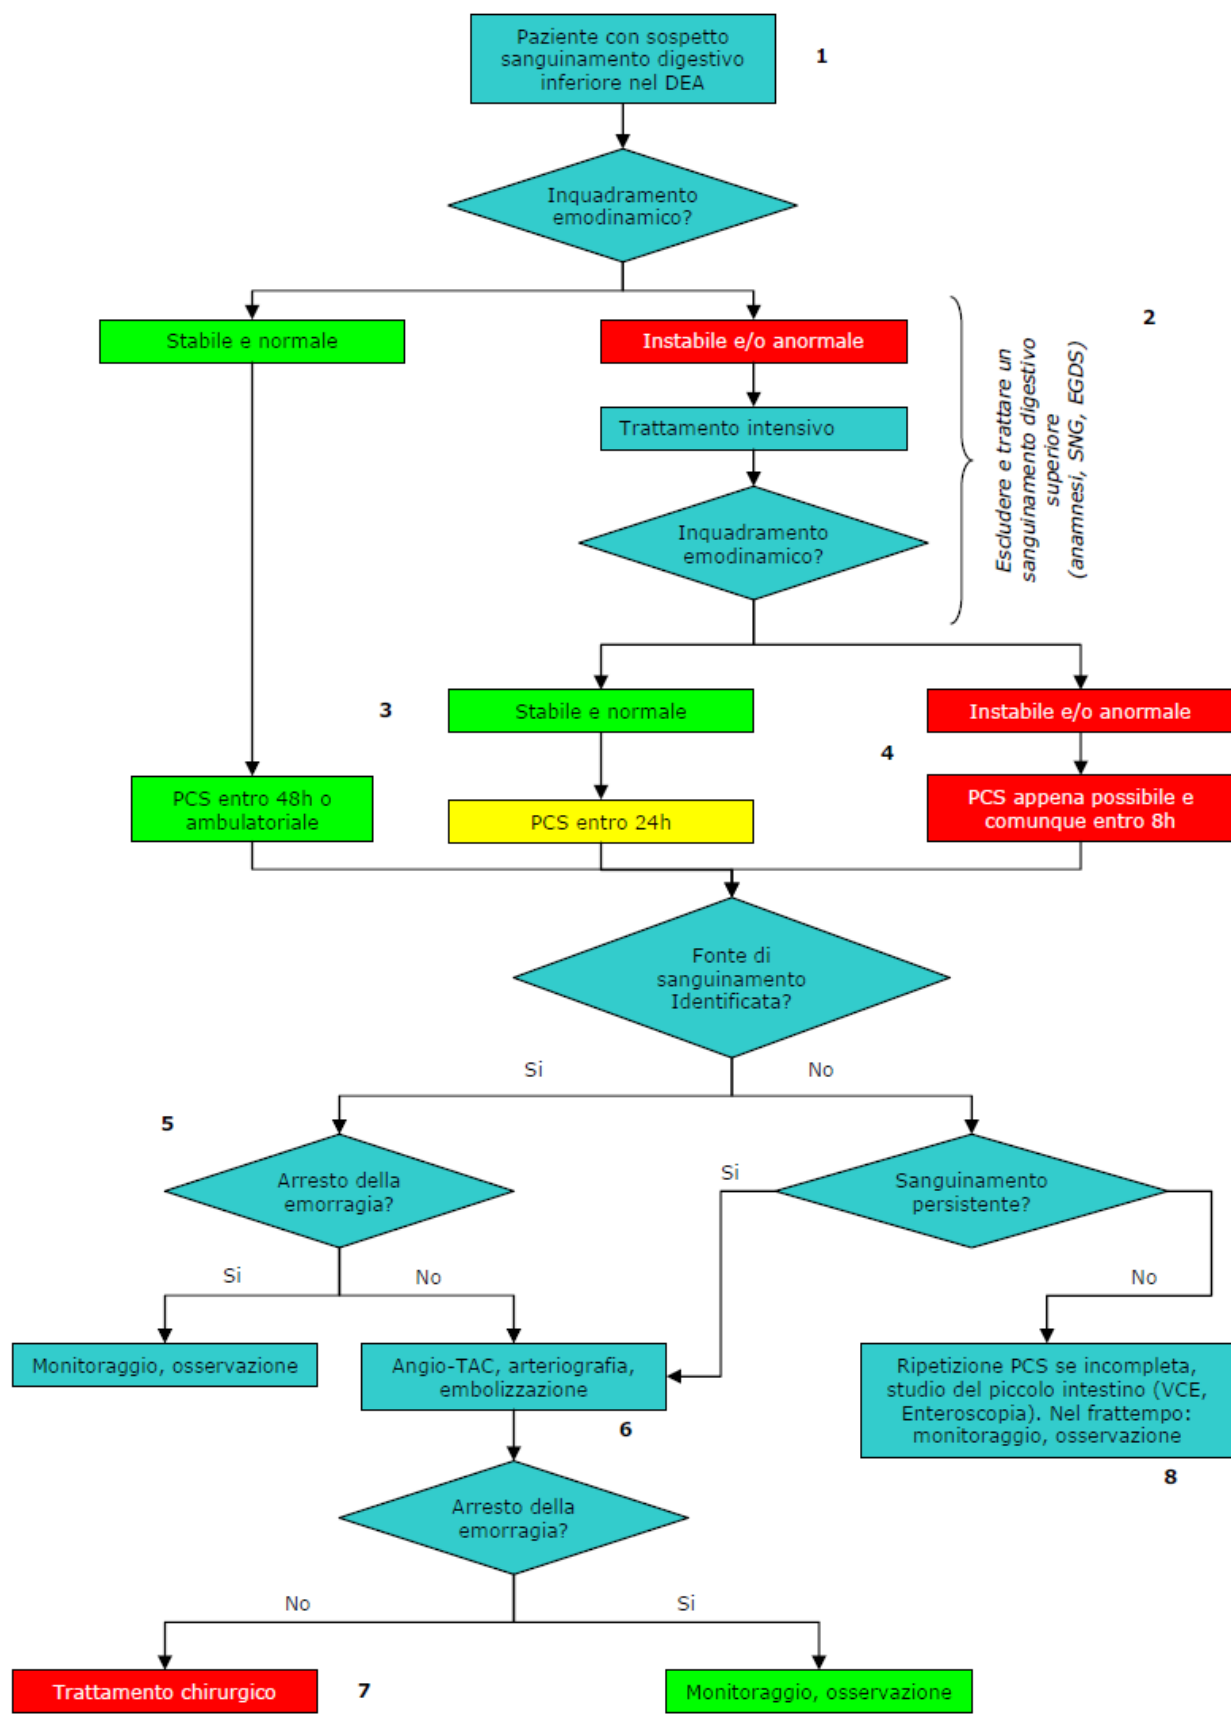 Paziente con sospetto
sanguinamento digestivo
inferiore nel DEA
1
Inquadramento
emodinamico?
Stabile e normale
Instabile e/o anormale
2
Trattamento intensivo
Inquadramento
emodinamico?
Escludere e trattare un
sanguinamento digestivo
superiore
(anamnesi, SNG, EGDS)
3
Stabile e normale
Instabile e/o anormale
4
PCS entro 48h o
ambulatoriale
PCS entro 24h
PCS appena possibile e
comunque entro 8h
Fonte di
sanguinamento
Identificata?
Si
No
5
Arresto della
emorragia?
Si
Sanguinamento
persistente?
Si
No
No
Monitoraggio, osservazione
Angio-TAC, arteriografia,
embolizzazione
6
Ripetizione PCS se incompleta,
studio del piccolo intestino (VCE,
Enteroscopia). Nel frattempo:
monitoraggio, osservazione
8
Arresto della
emorragia?
No
Si
Trattamento chirurgico
7
Monitoraggio, osservazione